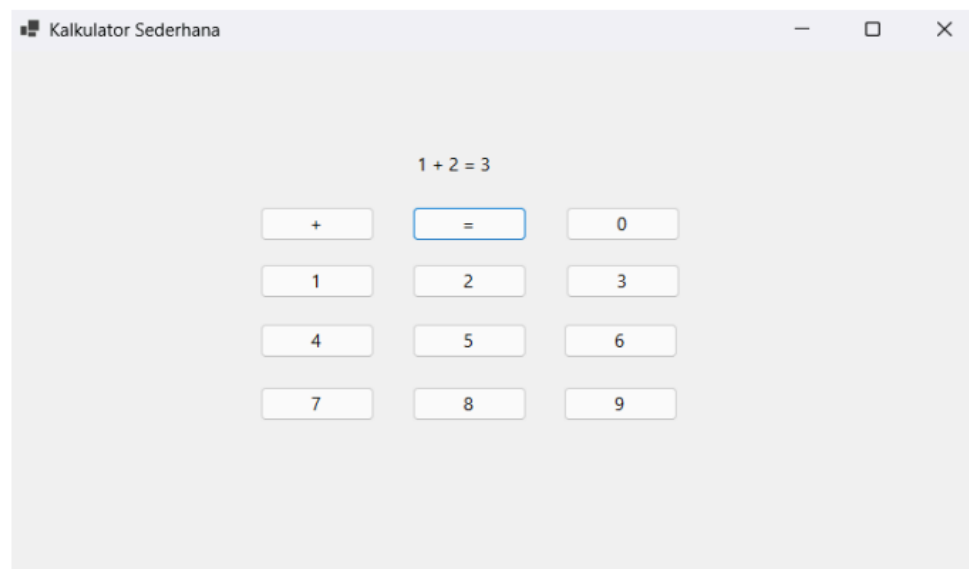 Kalkulator Sederhana
1 + 2 = 3
+ = 0
1 2 3
4 5 6
7 8 9